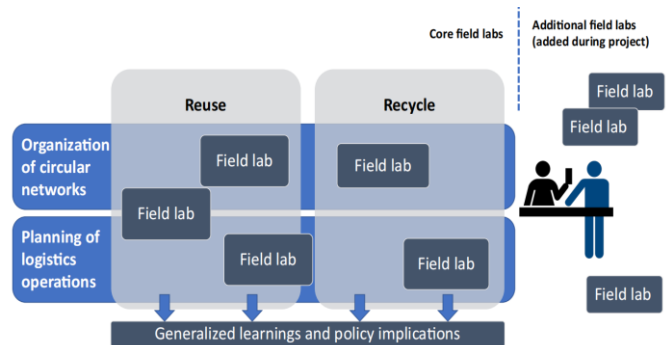 Core field labs
Additional field labs
(added during project)
Reuse
Recycle
Field lab
Field lab
Organization
of circular
networks
Field lab
Field lab
Field lab
Planning of
logistics
operations
Field lab
Field lab
Field lab
Generalized learnings and policy implications